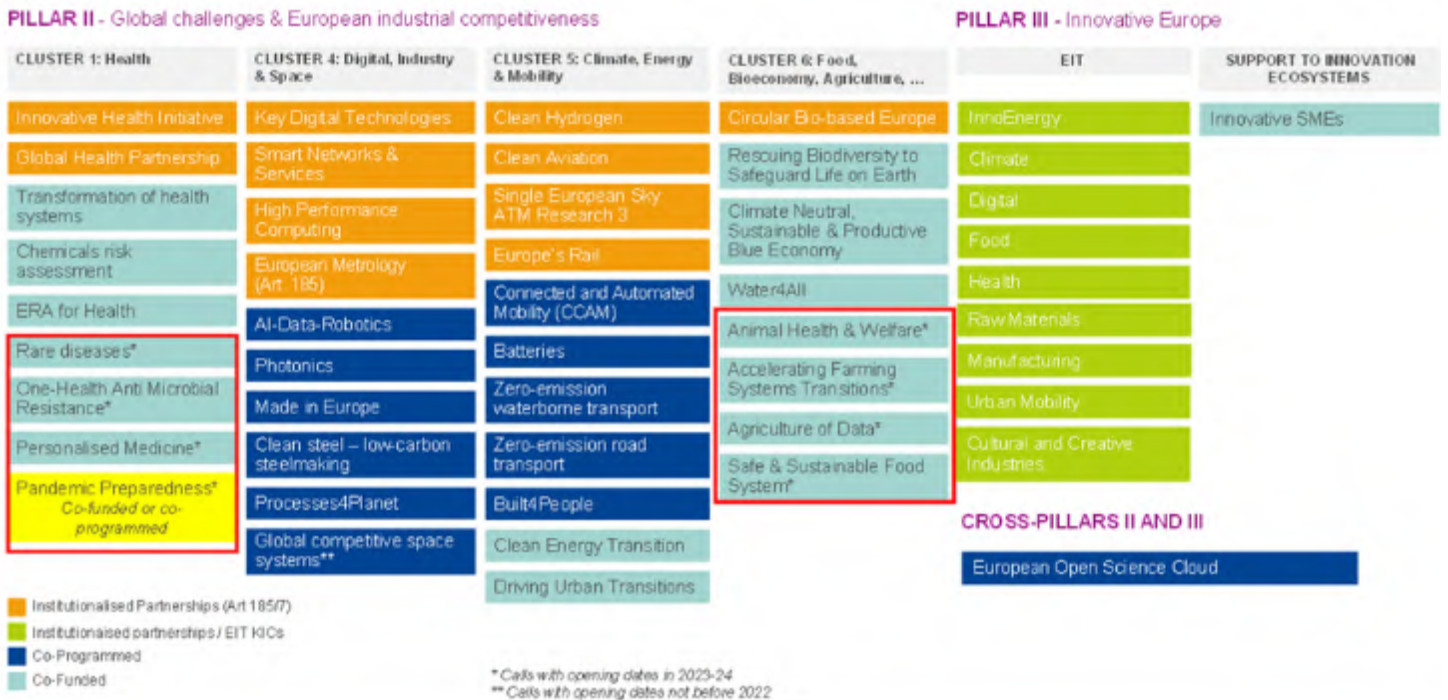 PILLAR II - Global challenges & European industrial competitiveness
CLUSTER 1: Health
Innovative Health Initiative
Global Health Partnership
Transformation of health
systems
Chemicals risk
assessment
ERA for Health
Rare diseases*
One-Health Anti Microbial
Resistance*
Personalised Medicine*
Pandemic Preparedness*
Co-funded or co-
programmed
CLUSTER 4: Digital, Industry
& Space
Key Digital Technologies
Smart Networks &
Services
High Performance
Computing
European Metrology
(Art. 185)
AI-Data-Robotics
Photonics
Made in Europe
Clean steel – low-carbon
steelmaking
Processes4Planet
Global competitive space
systems**
CLUSTER 5: Climate, Energy
& Mobility
Clean Hydrogen
Clean Aviation
Single European Sky
ATM Research 3
Europe's Rail
Connected and Automated
Mobility (CCAM)
Batteries
Zero-emission
waterborne transport
Zero-emission road
transport
Built4People
Clean Energy Transition
Driving Urban Transitions
CLUSTER 6: Food,
Bioeconomy, Agriculture, ...
Circular Bio-based Europe
Rescuing Biodiversity to
Safeguard Life on Earth
Climate Neutral,
Sustainable & Productive
Blue Economy
Water4All
Animal Health & Welfare*
Accelerating Farming
Systems Transitions*
Agriculture of Data*
Safe & Sustainable Food
System*
PILLAR III - Innovative Europe
EIT
InnoEnergy
Climate
Digital
Food
Health
Raw Materials
Manufacturing
Urban Mobility
Cultural and Creative
Industries
SUPPORT TO INNOVATION
ECOSYSTEMS
Innovative SMEs
CROSS-PILLARS II AND III
European Open Science Cloud
Institutionalised Partnerships (Art 185/7)
Institutionaised partnerships / EIT KICs
Co-Programmed
Co-Funded
* Calls with opening dates in 2023-24
** Calls with opening dates not before 2022